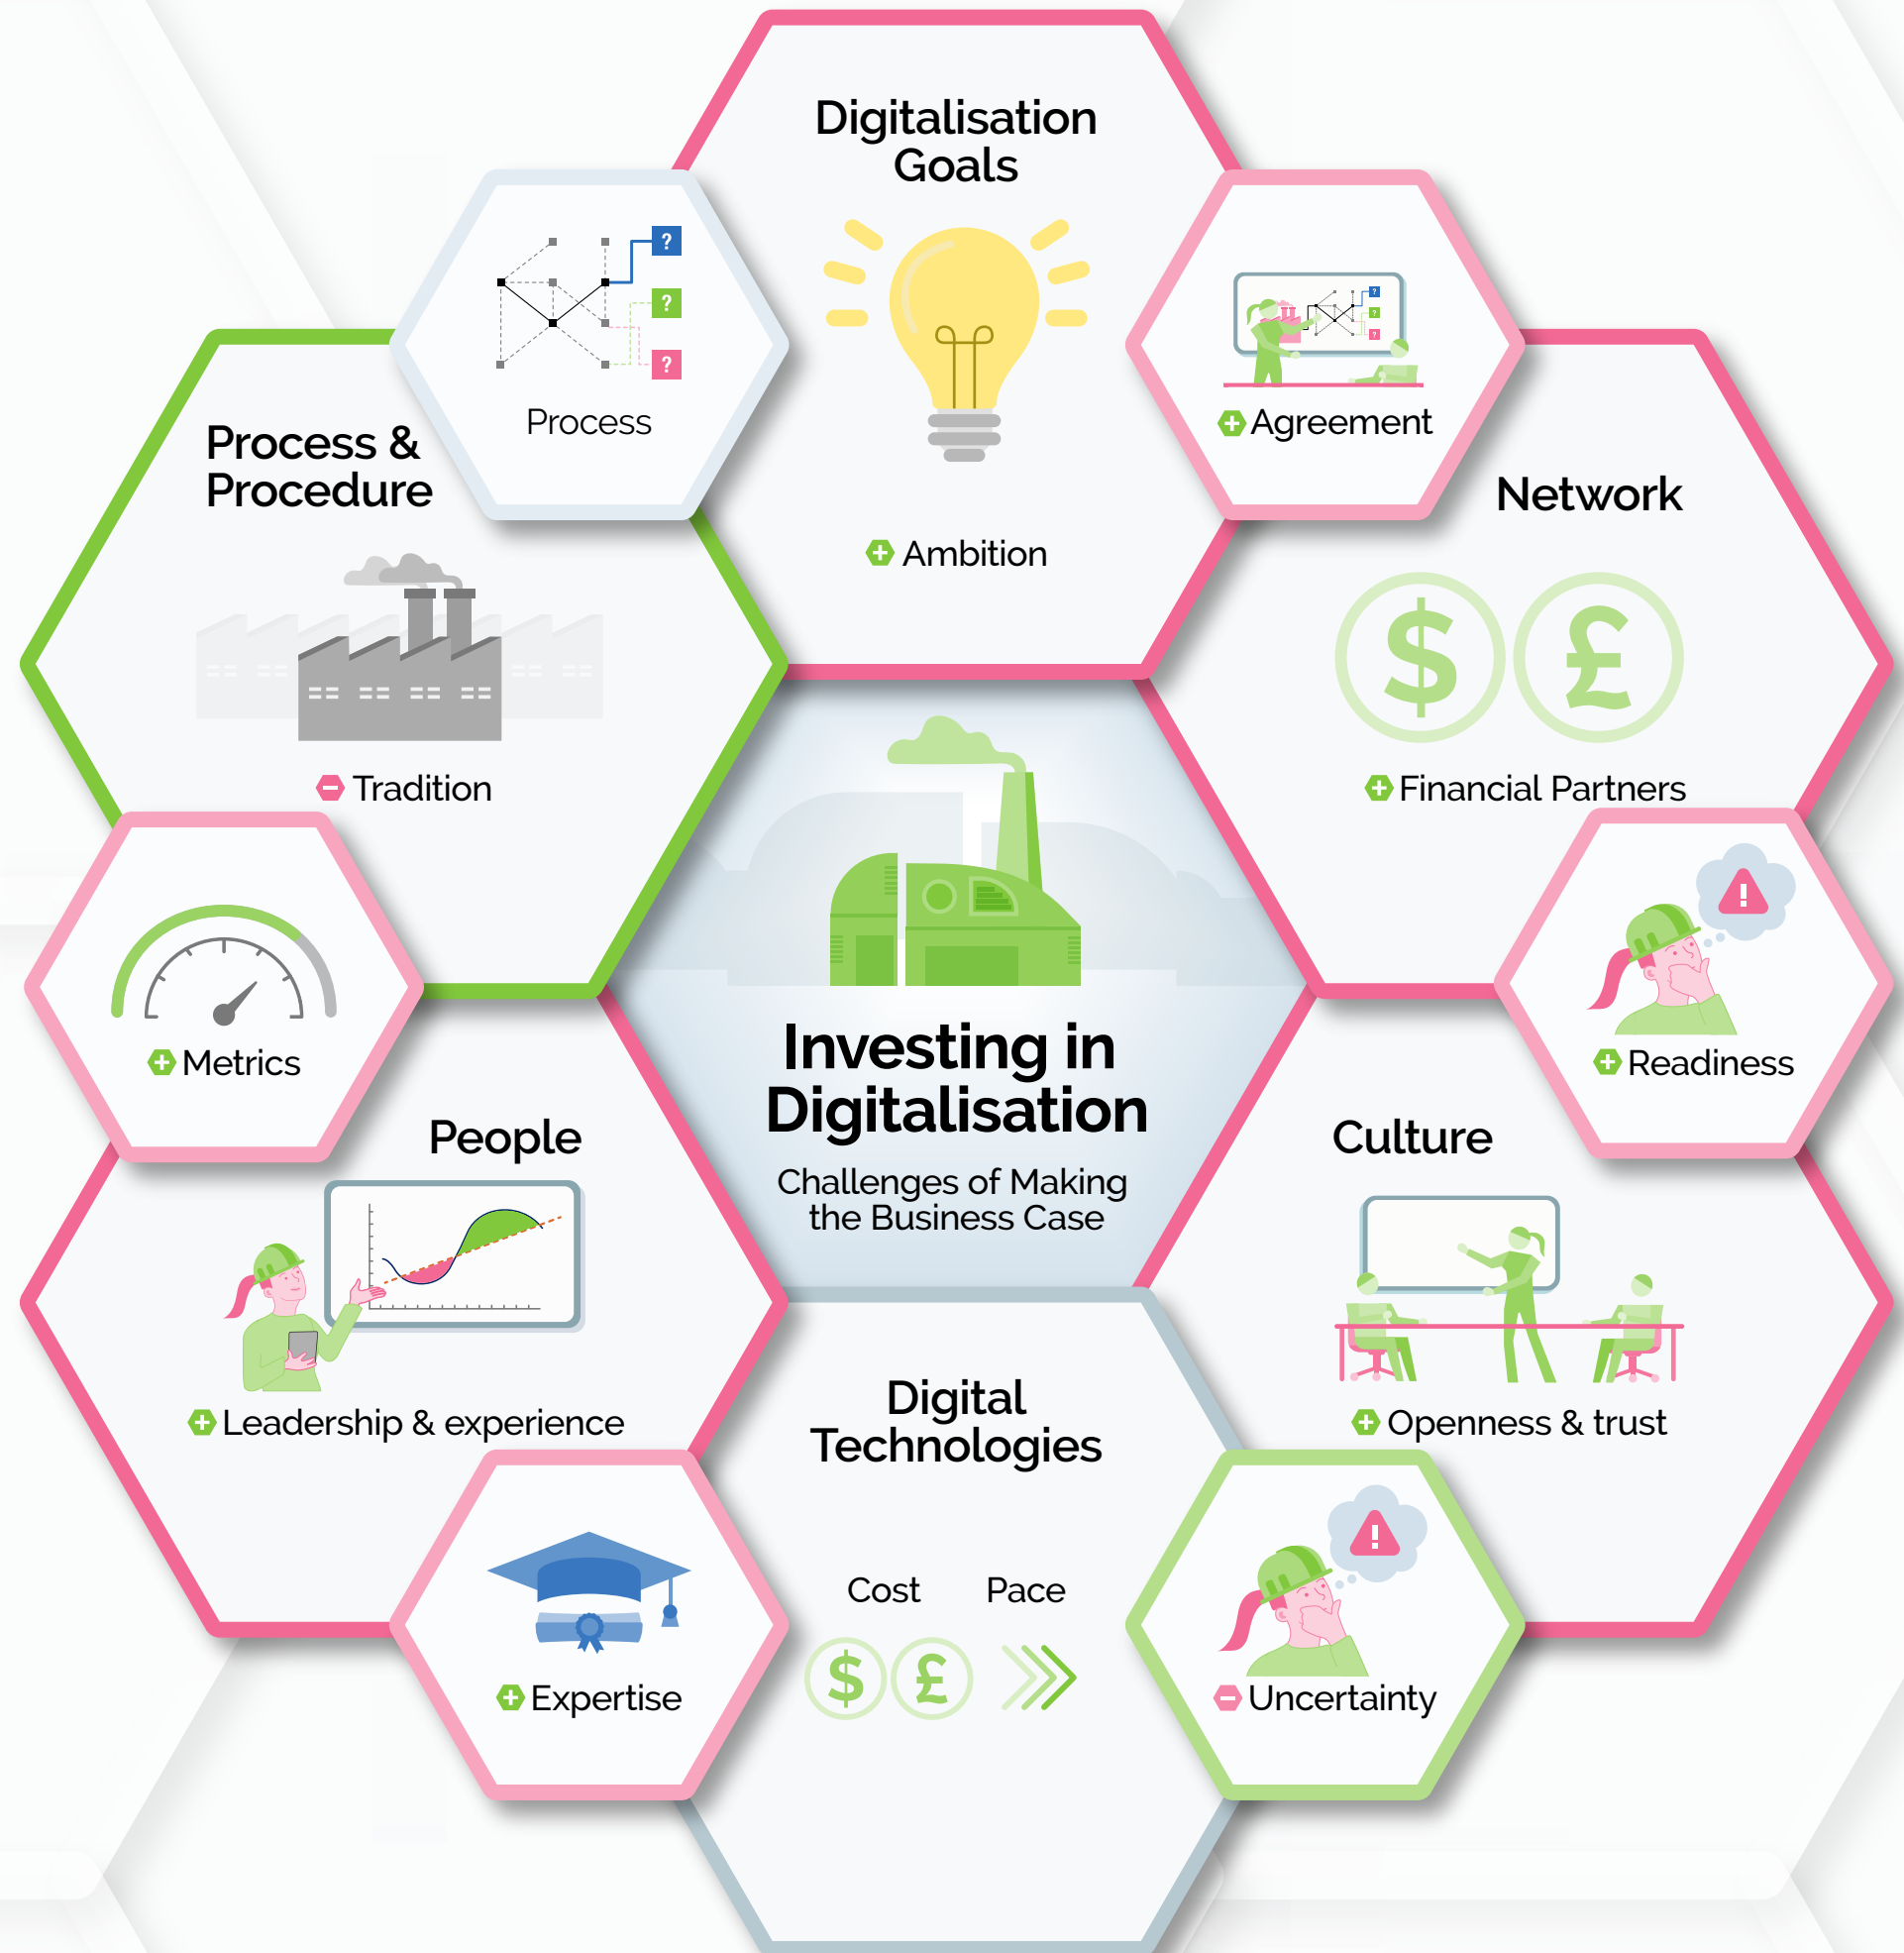 Digitalisation
Goals
+ Ambition
? 
?
?
Process
? 
?
?
+ Agreement
Process &
Procedure
- Tradition
Network
$ £
+ Financial Partners
+ Metrics
! 
+ Readiness
Investing in
Digitalisation
Challenges of Making
the Business Case
People
+ Leadership & experience
Culture
+ Openness & trust
Digital
Technologies
Cost Pace
$ £
+ Expertise
!
- Uncertainty